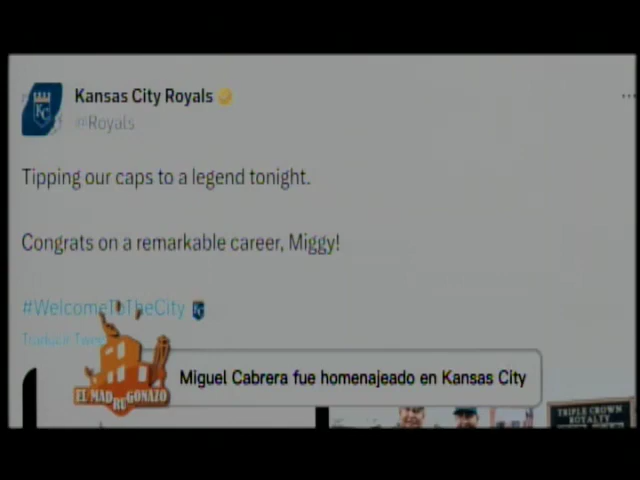 Kansas City Royals
@Royals
Tipping our caps to a legend tonight.
Congrats on a remarkable career, Miggy!
#WelcomeToTheCity
Traducir Tweet
Miguel Cabrera fue homenajeado en Kansas City
EL MADRUGONAZO
TRIPLE CROWN
ROYALTY